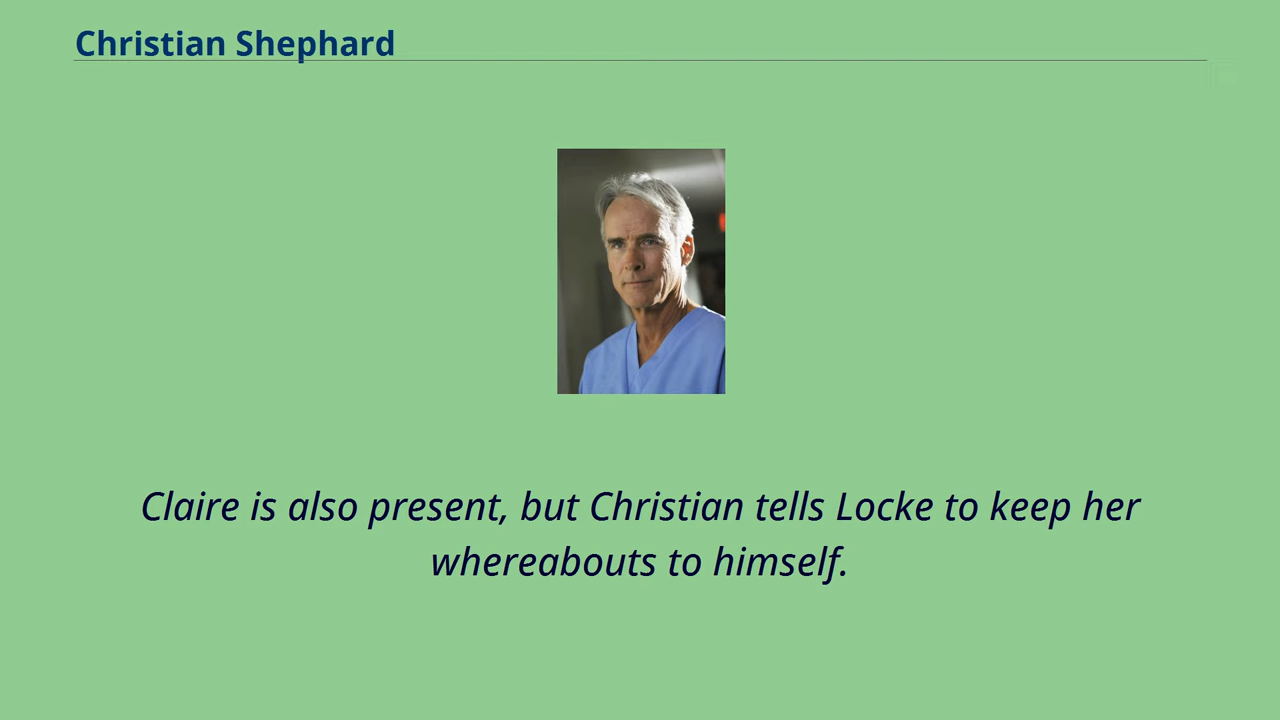 Christian Shephard
Claire is also present, but Christian tells Locke to keep her
whereabouts to himself.